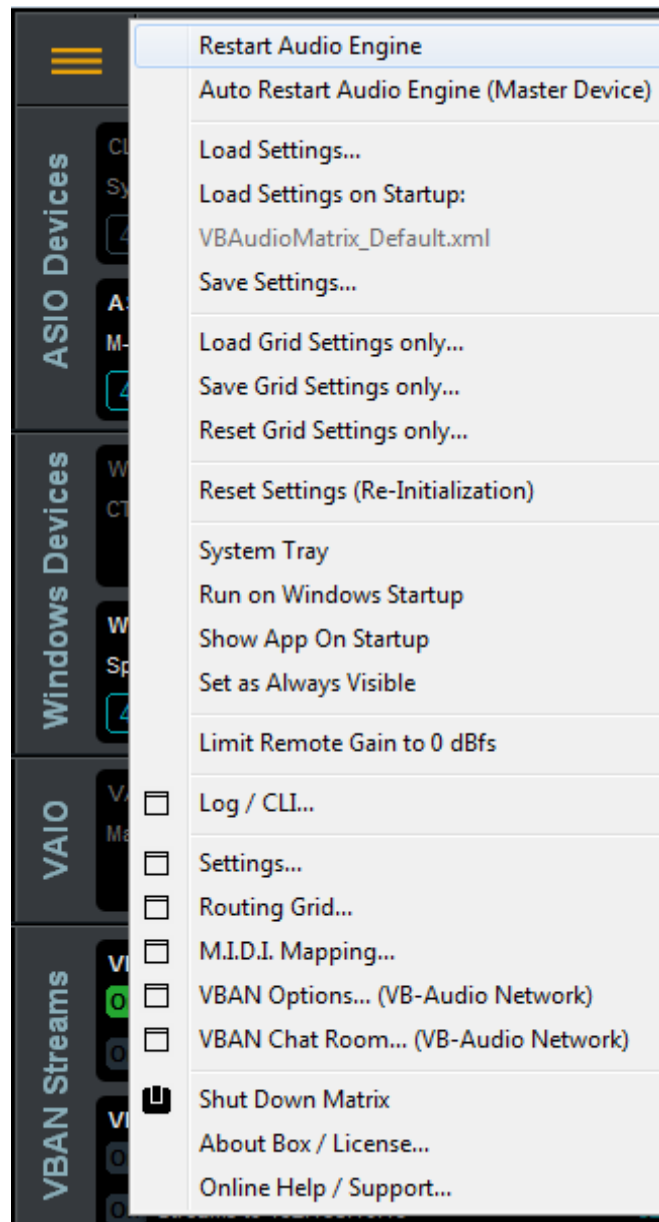 Restart Audio Engine
Auto Restart Audio Engine (Master Device)
Load Settings...
Load Settings on Startup:
VBAudioMatrix_Default.xml
Save Settings...
Load Grid Settings only...
Save Grid Settings only...
Reset Grid Settings only...
Reset Settings (Re-Initialization)
System Tray
Run on Windows Startup
Show App On Startup
Set as Always Visible
Limit Remote Gain to 0 dBfs
Log / CLI...
Settings...
Routing Grid...
M.I.D.I. Mapping...
VBAN Options... (VB-Audio Network)
VBAN Chat Room... (VB-Audio Network)
Shut Down Matrix
About Box / License...
Online Help / Support...
ASIO Devices
Windows Devices
VAIO
VBAN Streams